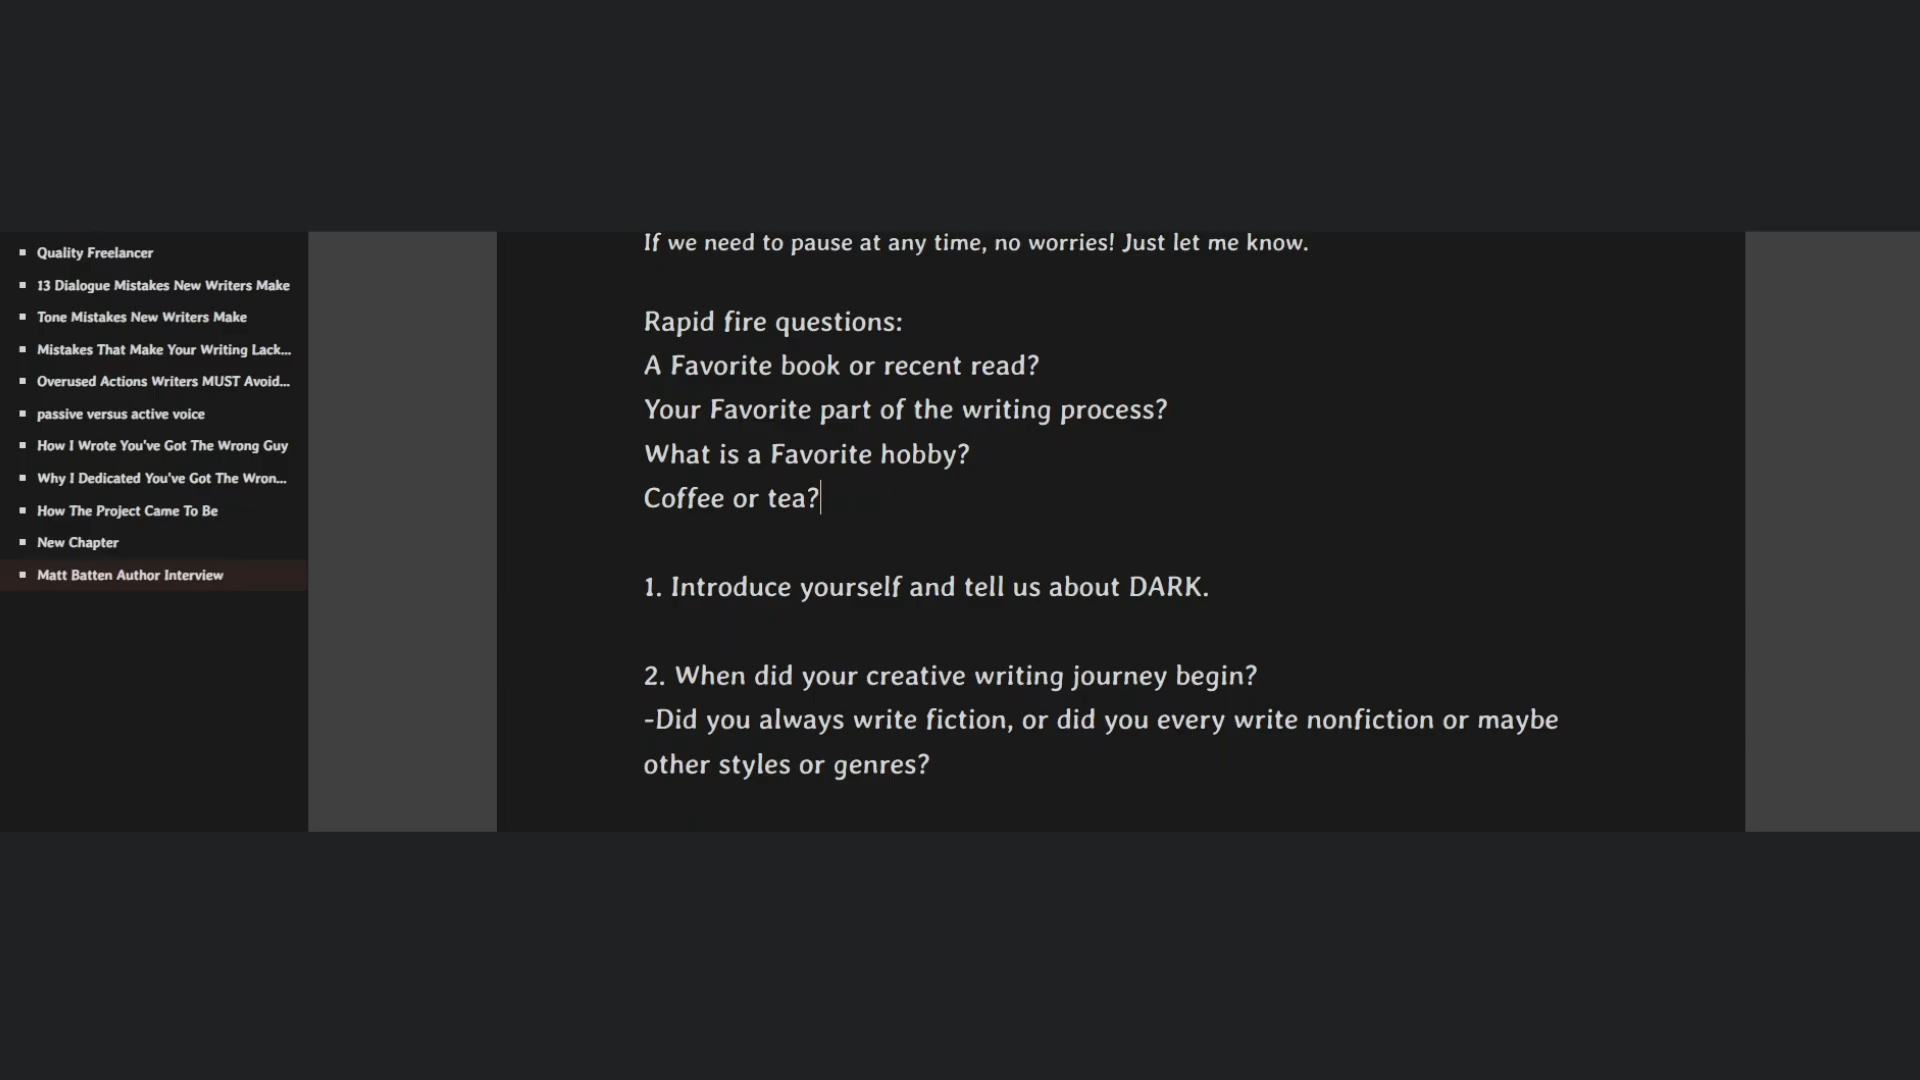 Quality Freelancer
13 Dialogue Mistakes New Writers Make
Tone Mistakes New Writers Make
Mistakes That Make Your Writing Lack...
Overused Actions Writers MUST Avoid...
passive versus active voice
How I Wrote You've Got The Wrong Guy
Why I Dedicated You've Got The Wron...
How The Project Came To Be
New Chapter
Matt Batten Author Interview
If we need to pause at any time, no worries! Just let me know.
Rapid fire questions:
A Favorite book or recent read?
Your Favorite part of the writing process?
What is a Favorite hobby?
Coffee or tea?
1. Introduce yourself and tell us about DARK.
2. When did your creative writing journey begin?
-Did you always write fiction, or did you every write nonfiction or maybe
other styles or genres?